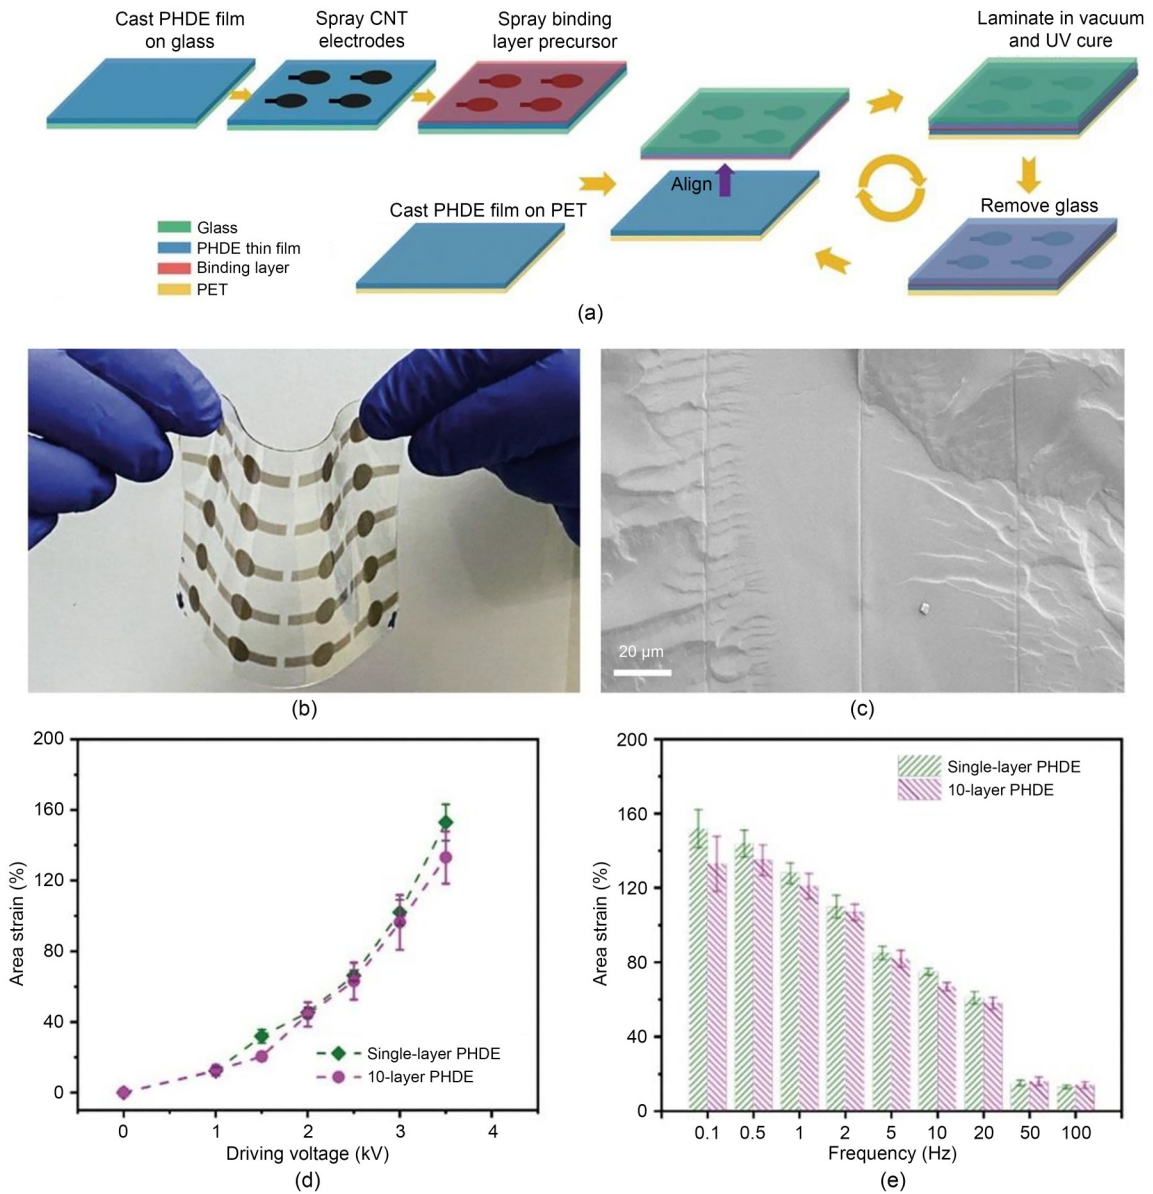 Cast PHDE film
on glass
Spray CNT
electrodes
Spray binding
layer precursor
Laminate in vacuum
and UV cure
Align
Cast PHDE film on PET
Remove glass
Glass
PHDE thin film
Binding layer
PET
(a)
20 μm
(b)
(c)
200
160
120
80
40
0
Area strain (%)
Single-layer PHDE
10-layer PHDE
0 1 2 3 4
Driving voltage (kV)
(d)
200
160
120
80
40
0
Area strain (%)
Single-layer PHDE
10-layer PHDE
0.1 0.5 1 2 5 10 20 50 100
Frequency (Hz)
(e)